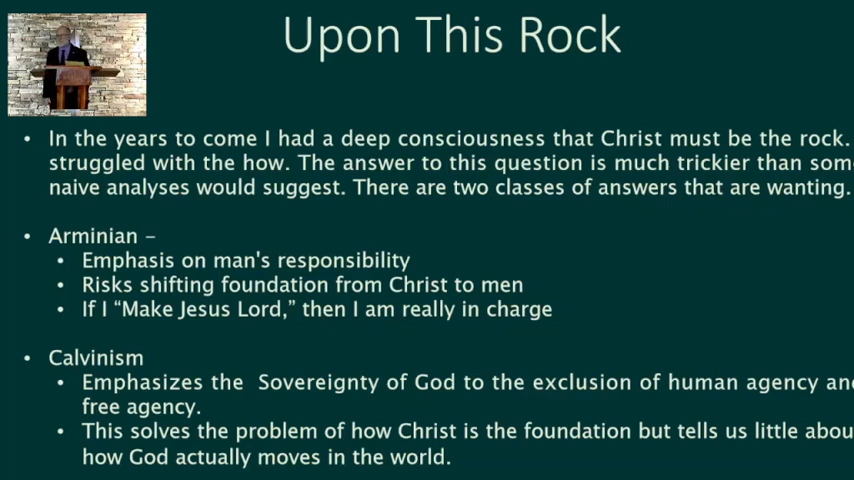 Upon This Rock
• In the years to come I had a deep consciousness that Christ must be the rock.
struggled with the how. The answer to this question is much trickier than som
naive analyses would suggest. There are two classes of answers that are wanting.
• Arminian –
• Emphasis on man's responsibility
• Risks shifting foundation from Christ to men
• If I “Make Jesus Lord,” then I am really in charge
• Calvinism
• Emphasizes the  Sovereignty of God to the exclusion of human agency an
free agency.
• This solves the problem of how Christ is the foundation but tells us little abou
how God actually moves in the world.